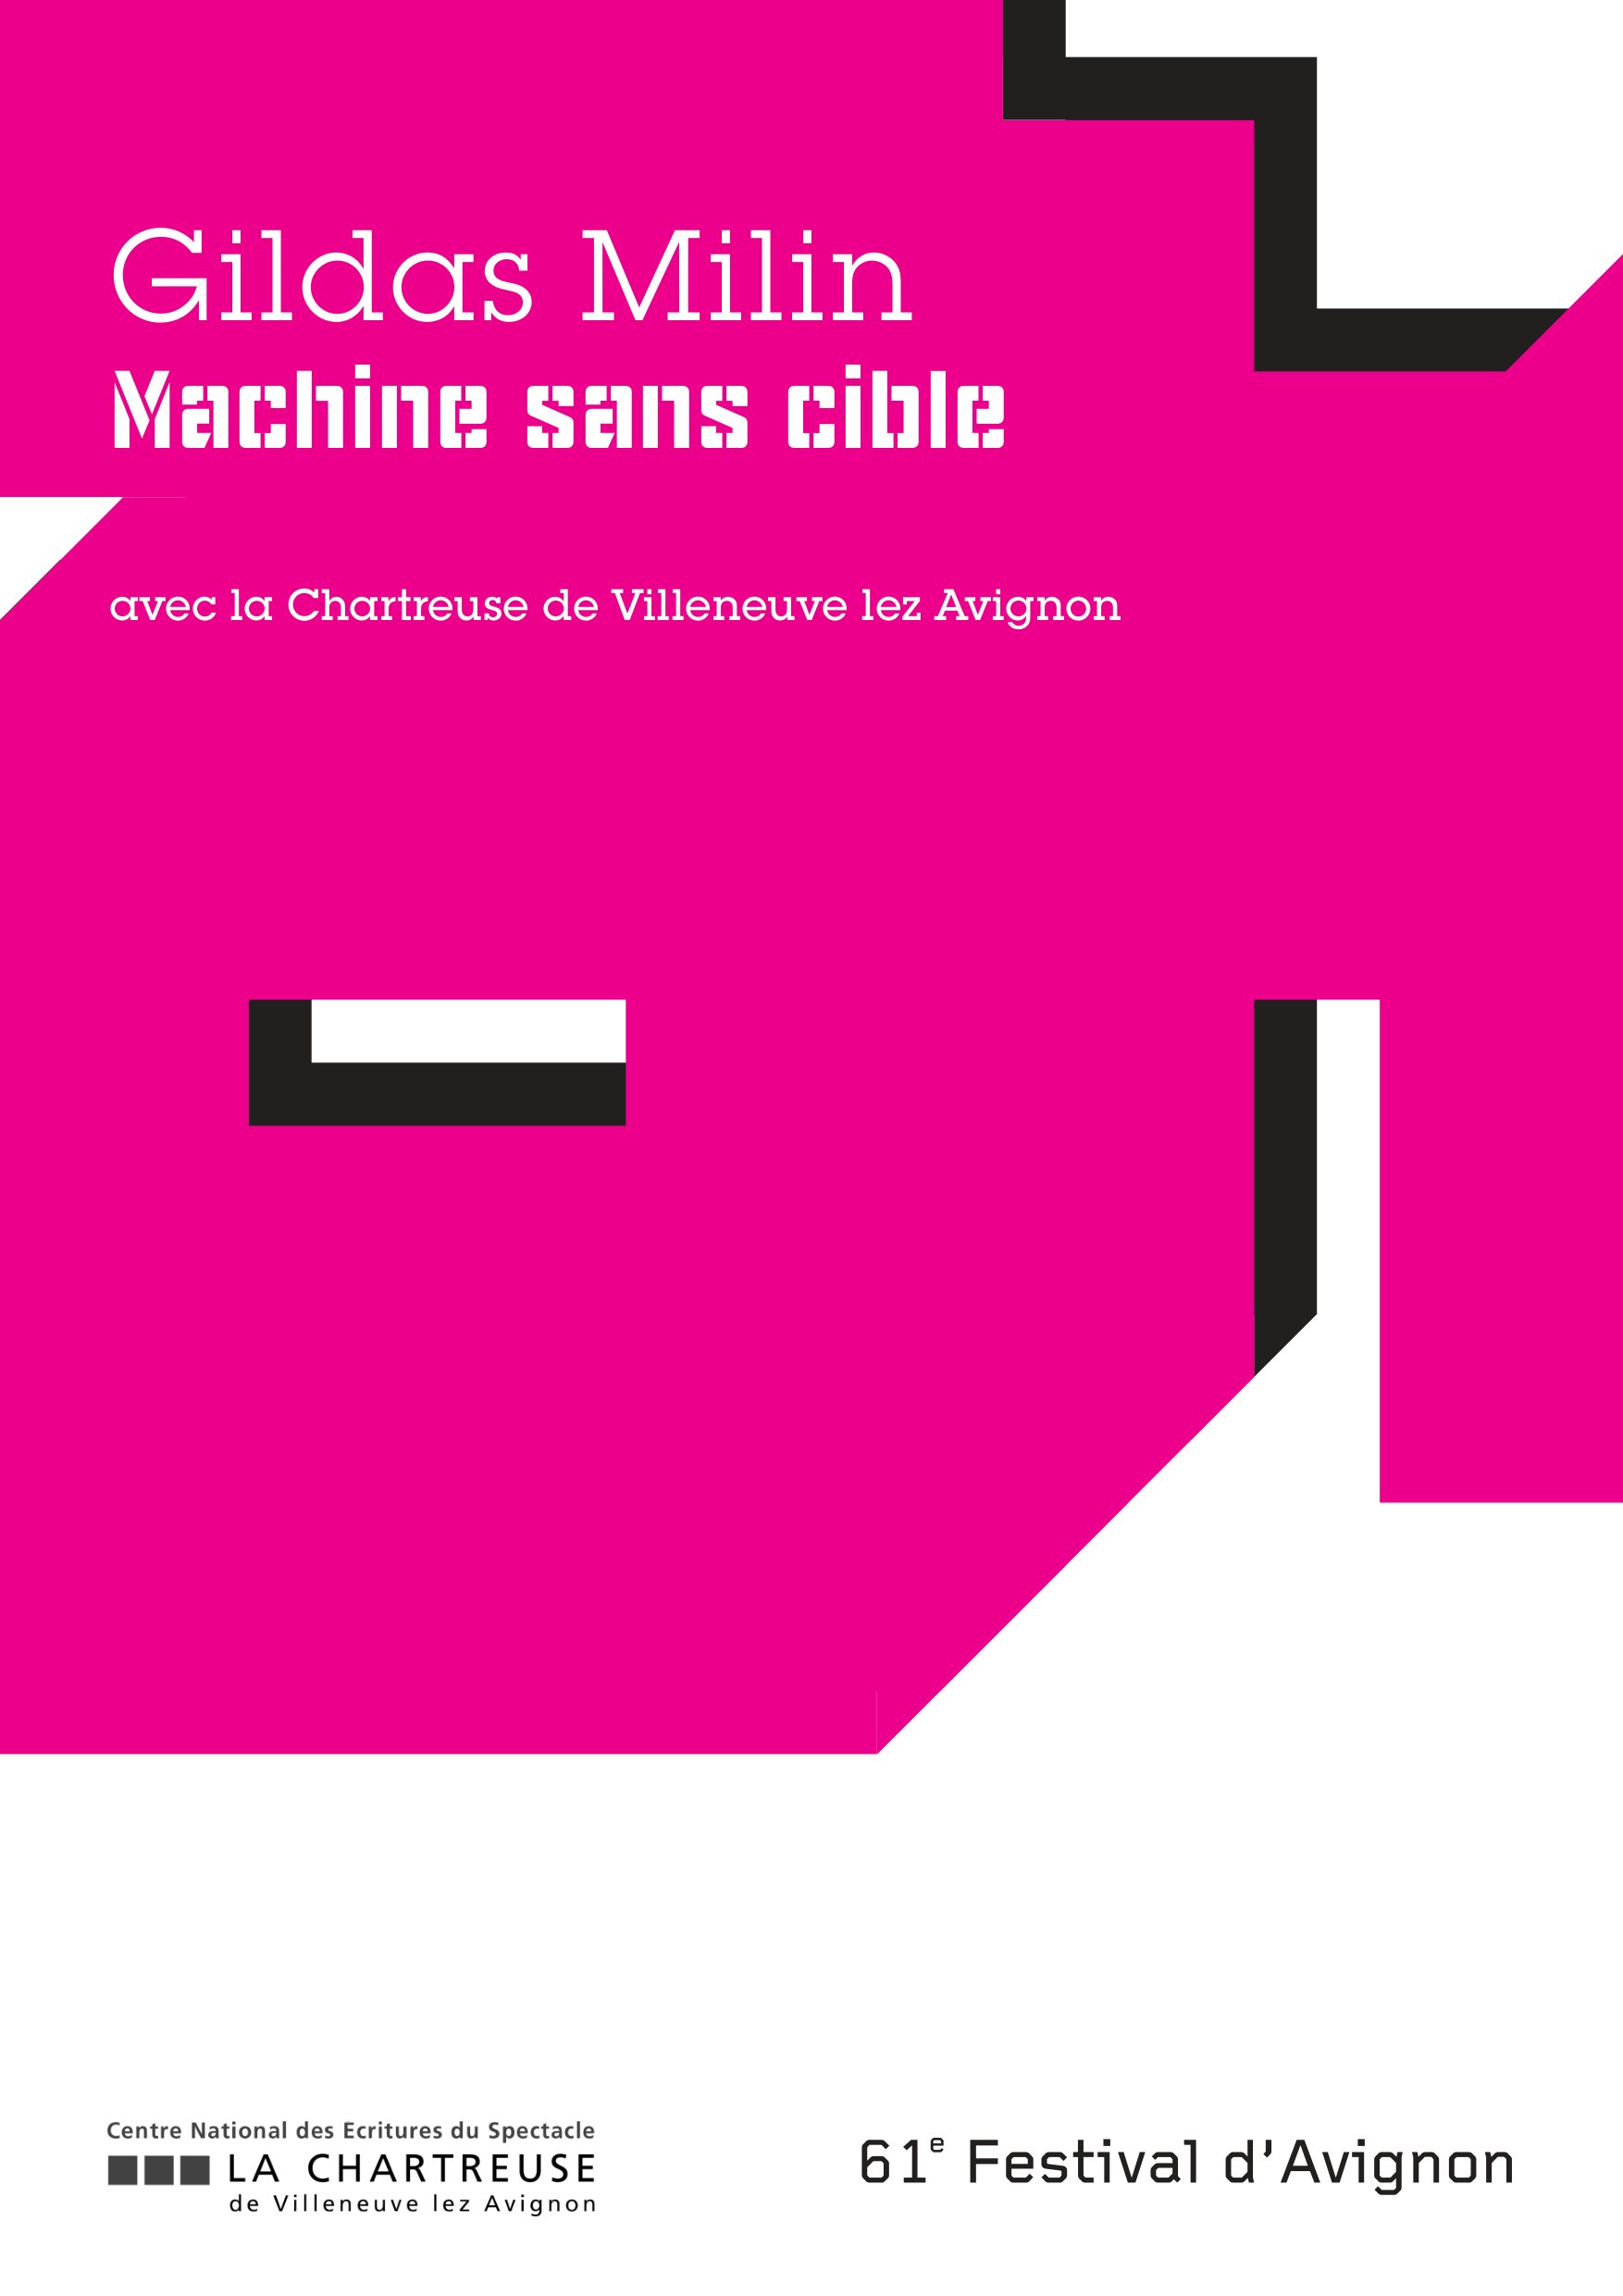 Gildas Milin
Machine sans cible
avec la Chartreuse de Villeneuve lez Avignon
Centre National des Ecritures du Spectacle
LA CHARTREUSE
de Villeneuve lez Avignon
61e Festival d'Avignon